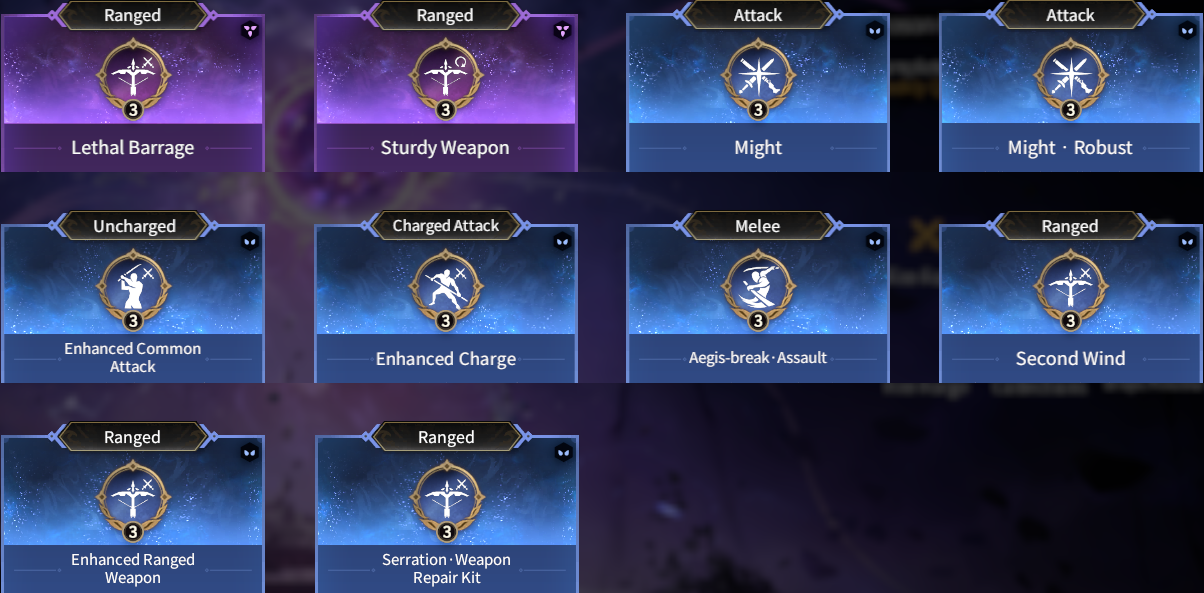 Ranged
Ranged
Attack
Attack
3
3
3
3
Lethal Barrage
Sturdy Weapon
Might
Might · Robust
Uncharged
Charged Attack
Melee
Ranged
3
3
3
3
Enhanced Common
Attack
Enhanced Charge
Aegis-break·Assault
Second Wind
Ranged
Ranged
3
3
Enhanced Ranged
Weapon
Serration·Weapon
Repair Kit